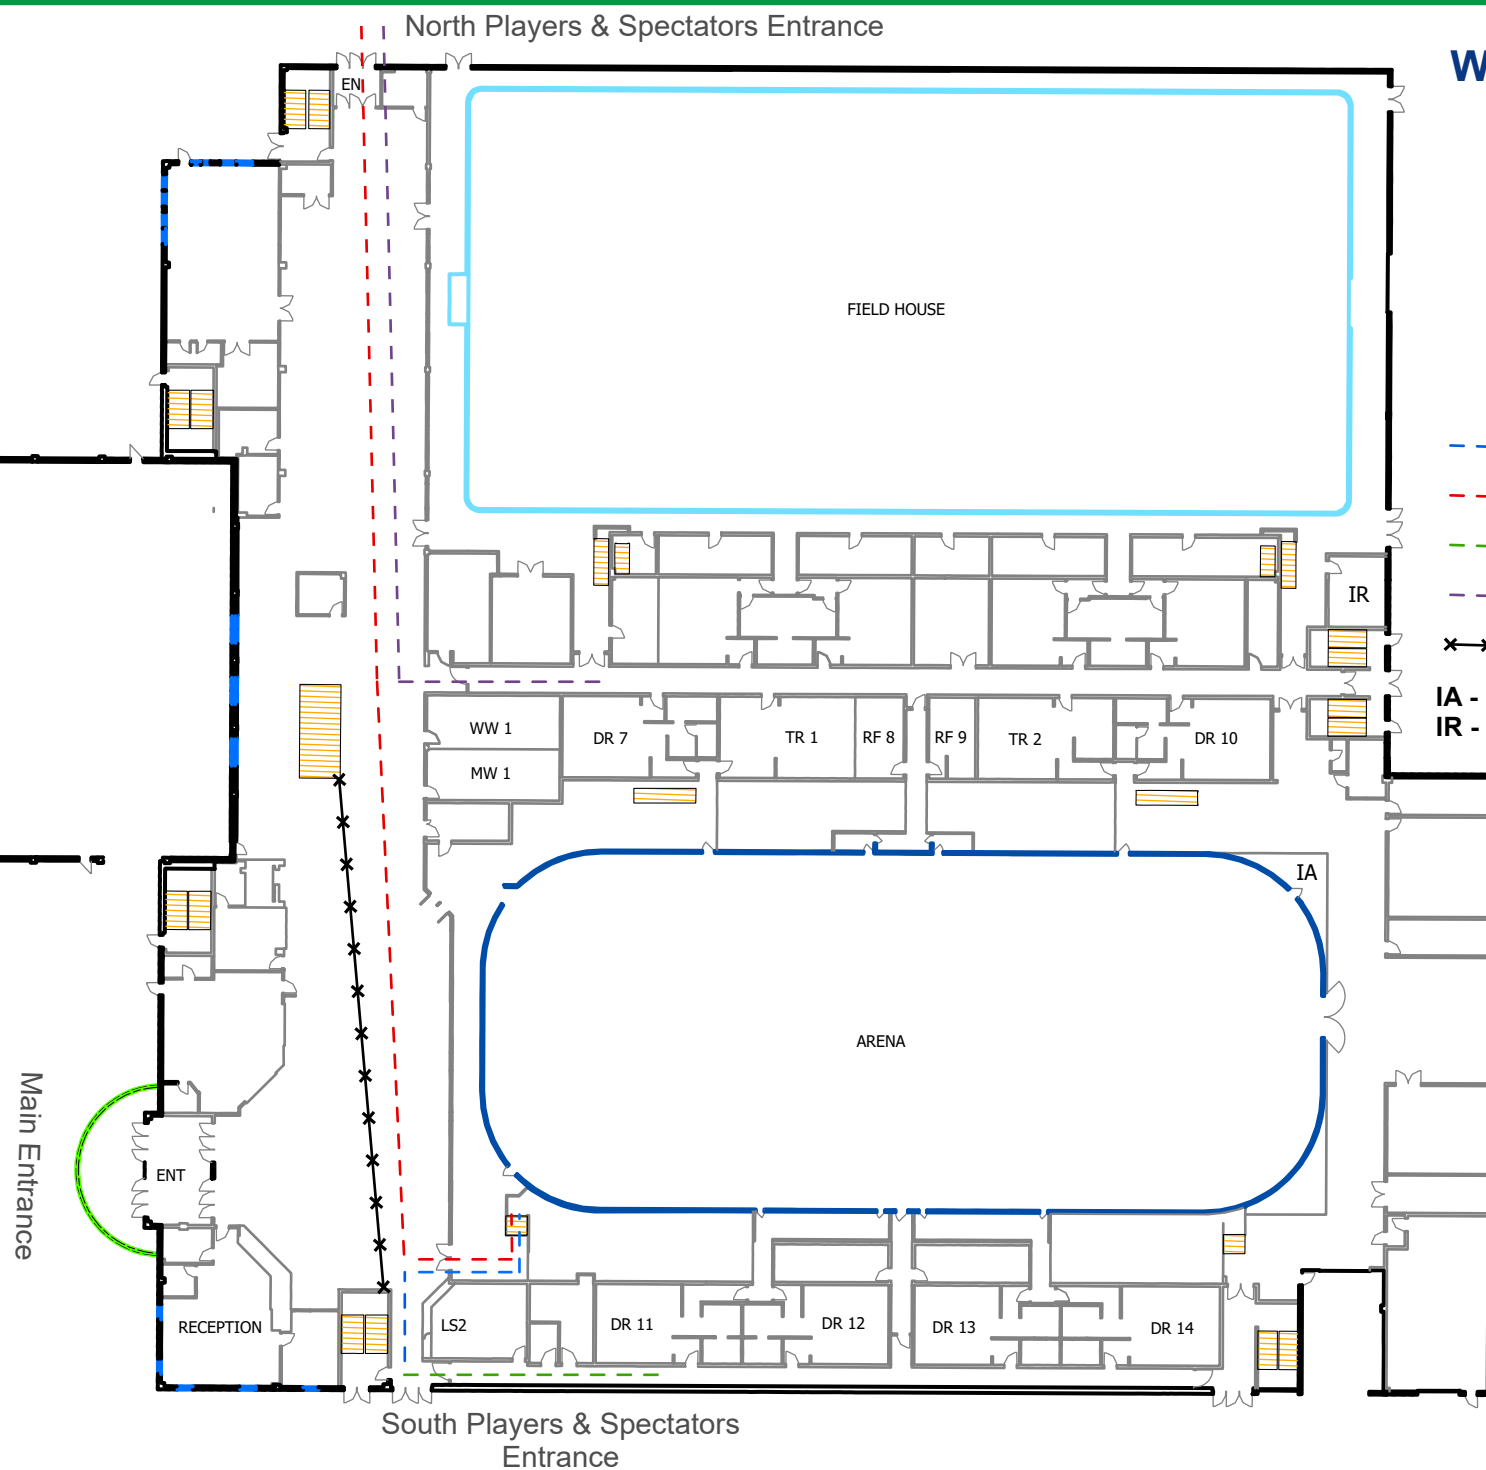 North Players & Spectators Entrance
W
EN
FIELD HOUSE
IR
IA -
IR -
WW 1
DR 7
TR 1
RF 8
RF 9
TR 2
DR 10
MW 1
IA
ARENA
Main Entrance
ENT
RECEPTION
LS2
DR 11
DR 12
DR 13
DR 14
South Players & Spectators
Entrance